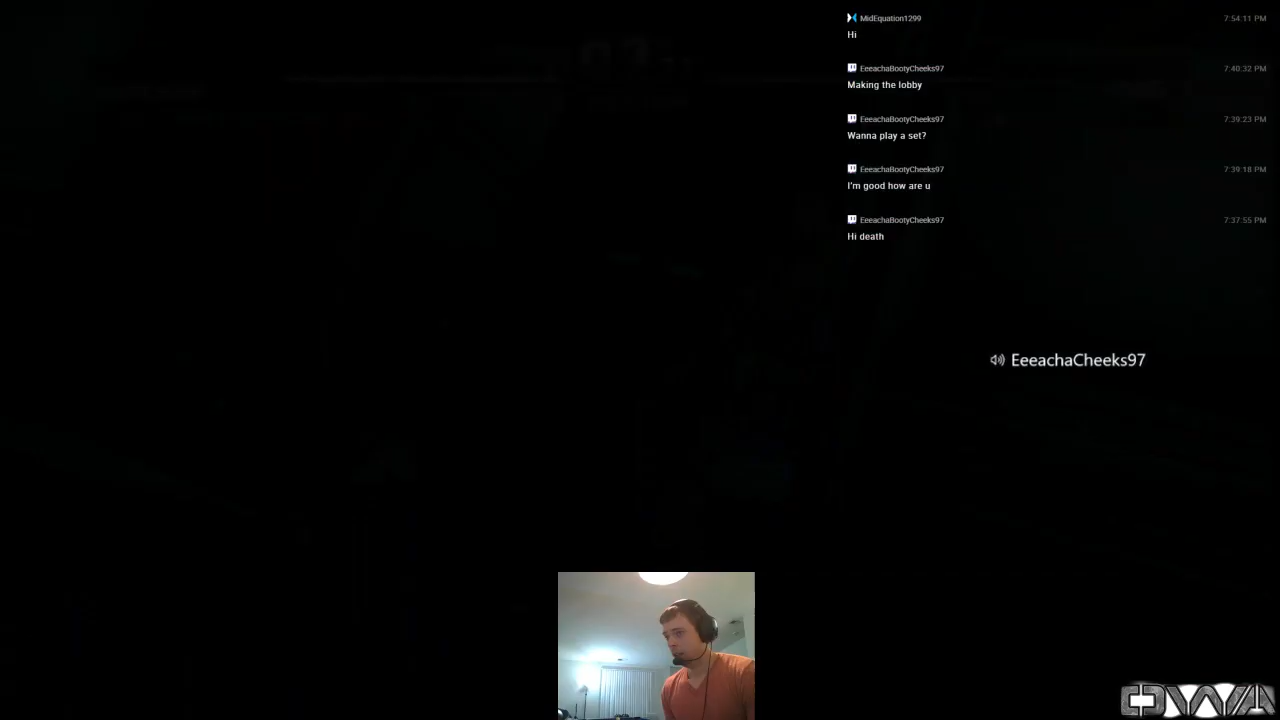 MidEquation1299 7:54:11 PM
Hi
EeeachaBootyCheeks97 7:40:32 PM
Making the lobby
EeeachaBootyCheeks97 7:39:23 PM
Wanna play a set?
EeeachaBootyCheeks97 7:39:18 PM
I'm good how are u
EeeachaBootyCheeks97 7:37:55 PM
Hi death
EeeachaCheeks97